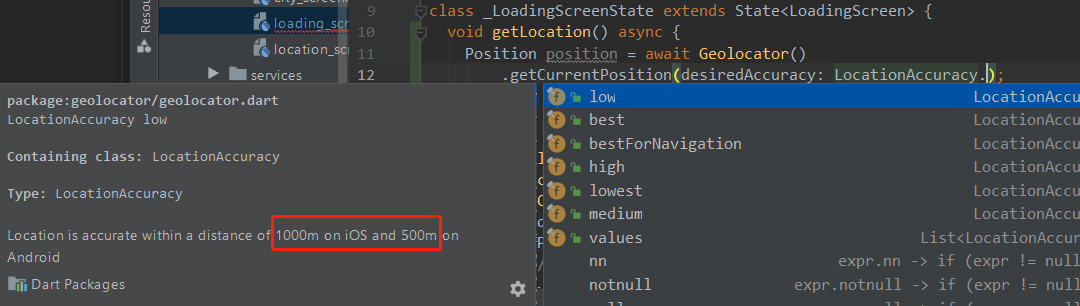 city_screen
loading_scr
location_scr
services
Resou
9 class _LoadingScreenState extends State<LoadingScreen> {
10 void getLocation() async {
11 Position position = await Geolocator()
12 .getCurrentPosition(desiredAccuracy: LocationAccuracy.);
package:geolocator/geolocator.dart
LocationAccuracy low
Containing class: LocationAccuracy
Type: LocationAccuracy
Location is accurate within a distance of 1000m on iOS and 500m on
Android
Dart Packages
low LocationAccu
best LocationAccu
bestForNavigation LocationAccu
high LocationAccu
lowest LocationAccu
medium LocationAccu
values List<LocationAccur
nn expr.nn -> if (expr != null
notnull expr.notnull -> if (expr != null